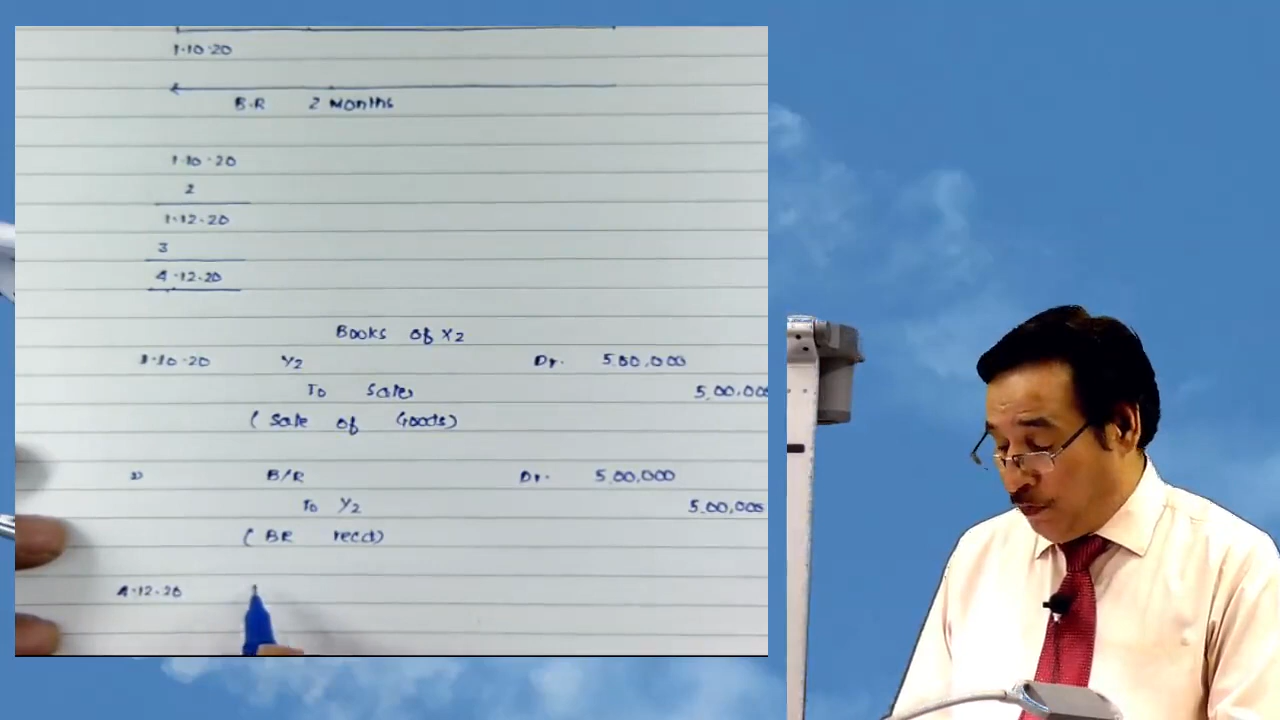 1.10.20
B.R 2 Months
1.10.20
2
1.12.20
3
4.12.20
Books of X2
1.10.20 Y2 Dr. 5,00,000
To Sales 5,00,000
(Sale of Goods)
B/R Dr. 5,00,000
To Y2 5,00,000
(BR recd)
4.12.20